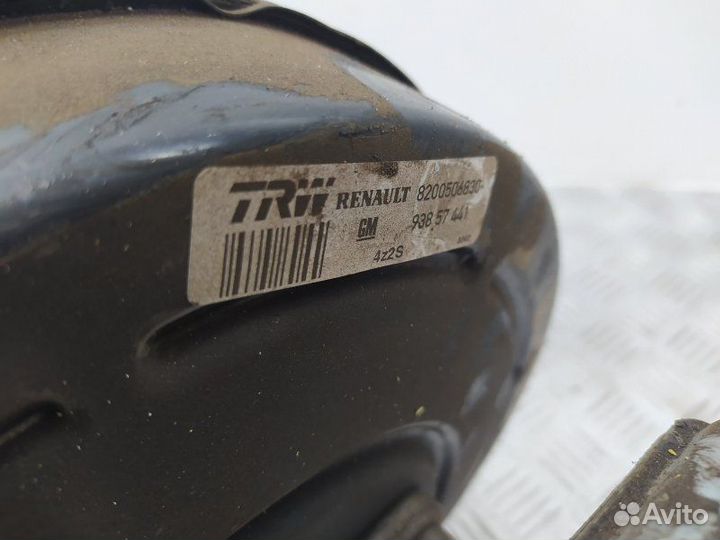 TRW RENAULT 8200506830
GM 938 57 441
4z2S
Avito